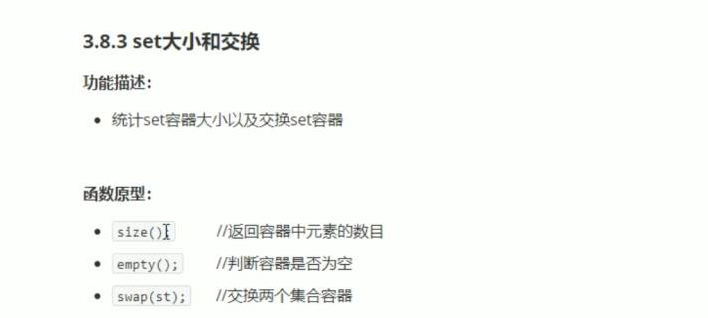 3.8.3 set大小和交换
功能描述：
统计set容器大小以及交换set容器
函数原型：
size(); //返回容器中元素的数目
empty(); //判断容器是否为空
swap(st); //交换两个集合容器